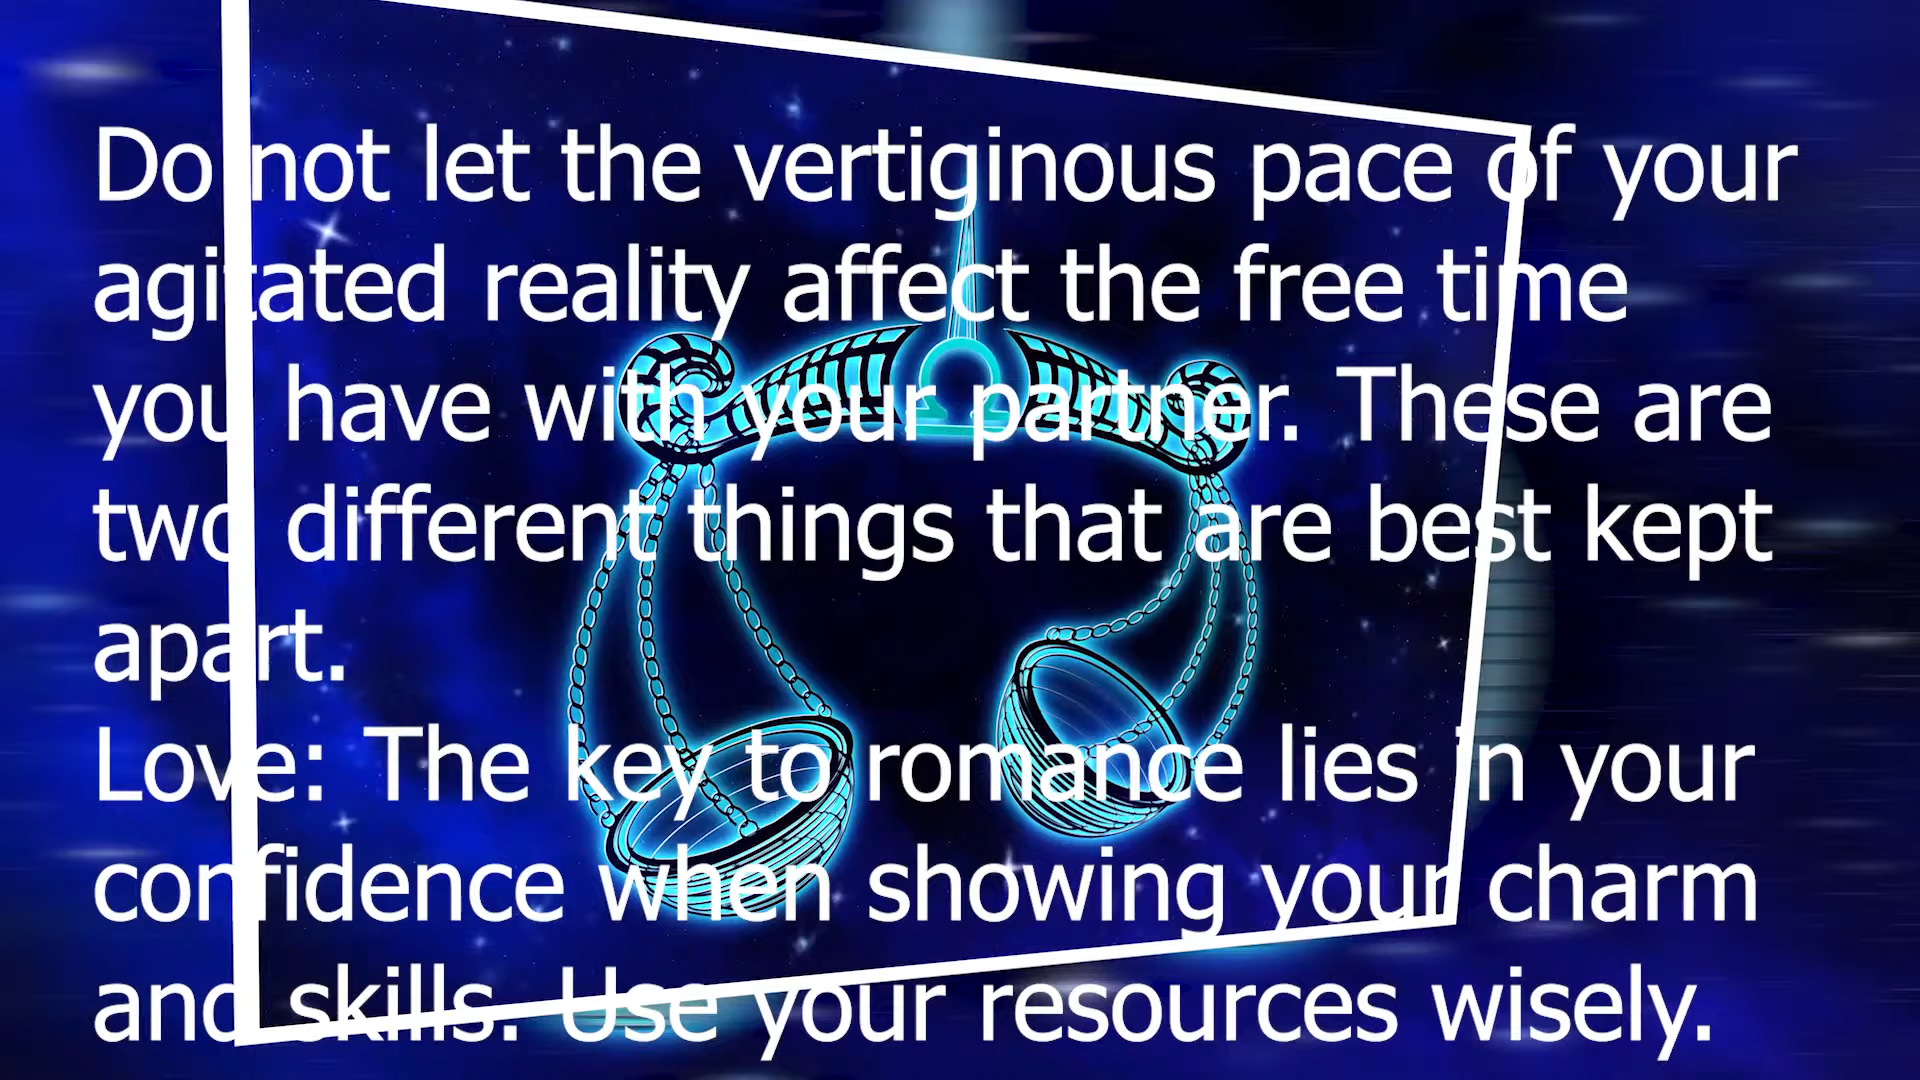 Do not let the vertiginous pace of your
agitated reality affect the free time
you have with your partner. These are
two different things that are best kept
apart.
Love: The key to romance lies in your
confidence when showing your charm
and skills. Use your resources wisely.